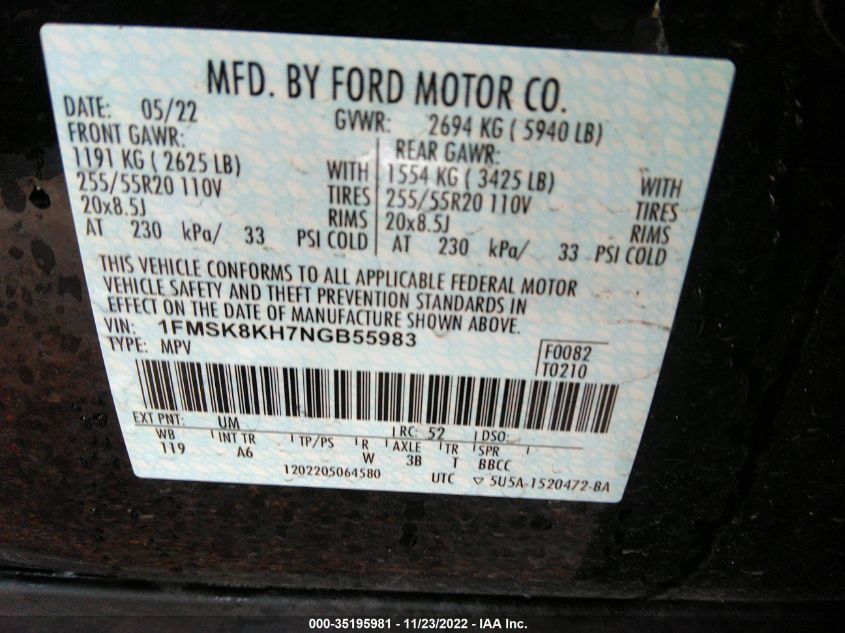 MFD. BY FORD MOTOR CO.
DATE: 05/22 GVWR: 2694 KG ( 5940 LB)
FRONT GAWR: REAR GAWR:
1191 KG ( 2625 LB) WITH 1554 KG ( 3425 LB) WITH
255/55R20 110V TIRES 255/55R20 110V TIRES
20x8.5J RIMS 20x8.5J RIMS
AT 230 kPa/ 33 PSI COLD AT 230 kPa/ 33 PSI COLD
THIS VEHICLE CONFORMS TO ALL APPLICABLE FEDERAL MOTOR
VEHICLE SAFETY AND THEFT PREVENTION STANDARDS IN
EFFECT ON THE DATE OF MANUFACTURE SHOWN ABOVE.
VIN: 1FMSK8KH7NGB55983
TYPE: MPV F0082
T0210
EXT PNT: UM RC: 52 DSO:
WB INT TR TP/PS R AXLE TR SPR
119 A6 W 3B T BBCC
1202205064580 UTC ▽ 5U5A-1520472-BA
000-35195981 - 11/23/2022 - IAA Inc.